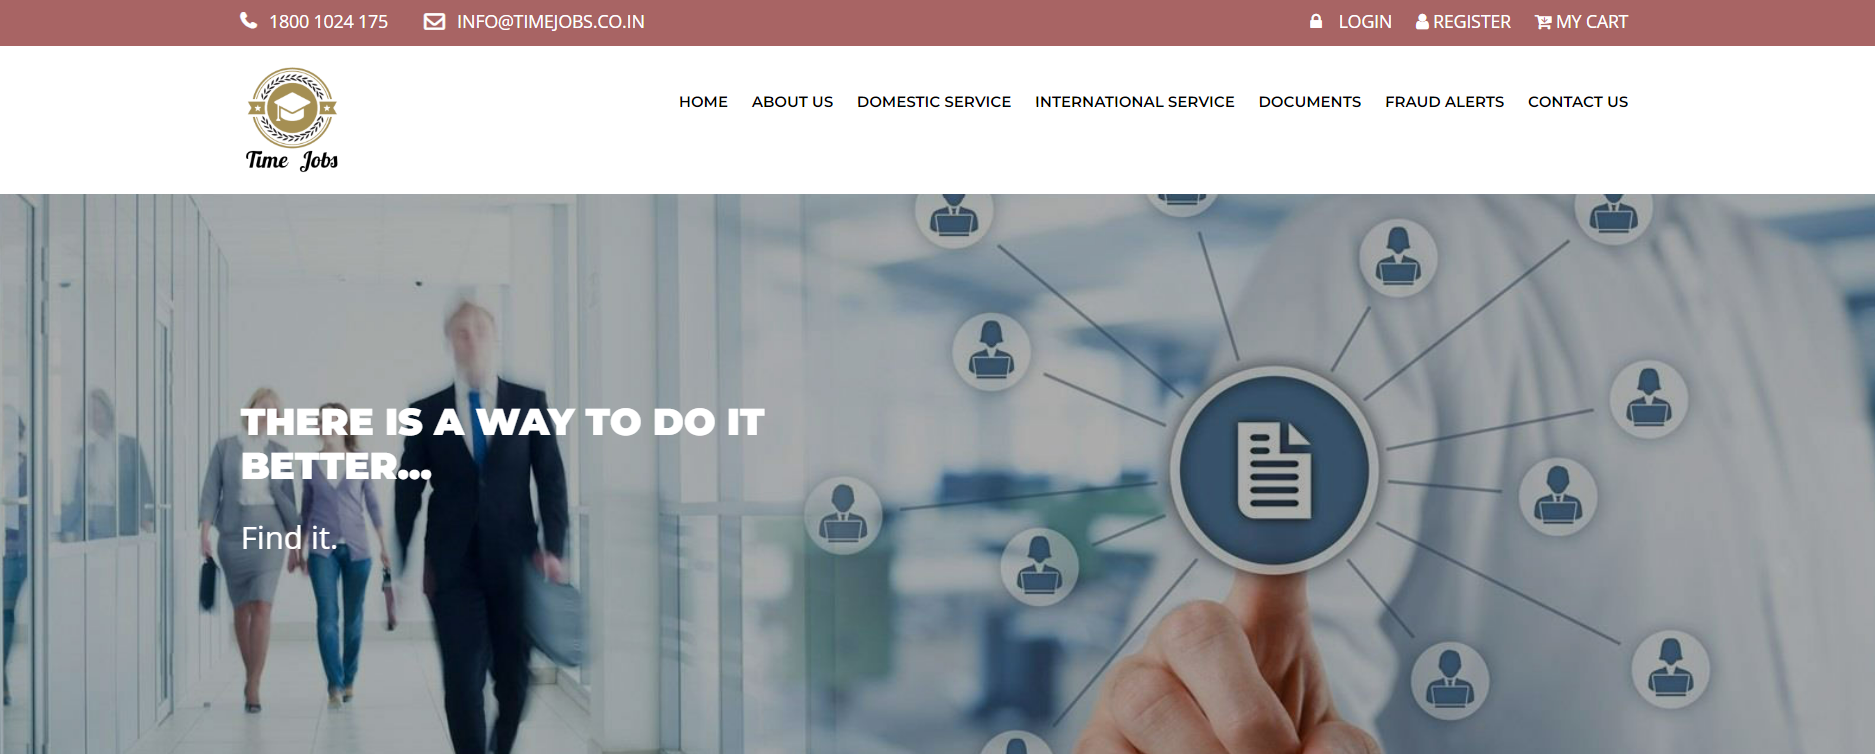 1800 1024 175
INFO@TIMEJOBS.CO.IN
LOGIN
REGISTER
MY CART
Time Jobs
HOME
ABOUT US
DOMESTIC SERVICE
INTERNATIONAL SERVICE
DOCUMENTS
FRAUD ALERTS
CONTACT US
THERE IS A WAY TO DO IT
BETTER...
Find it.